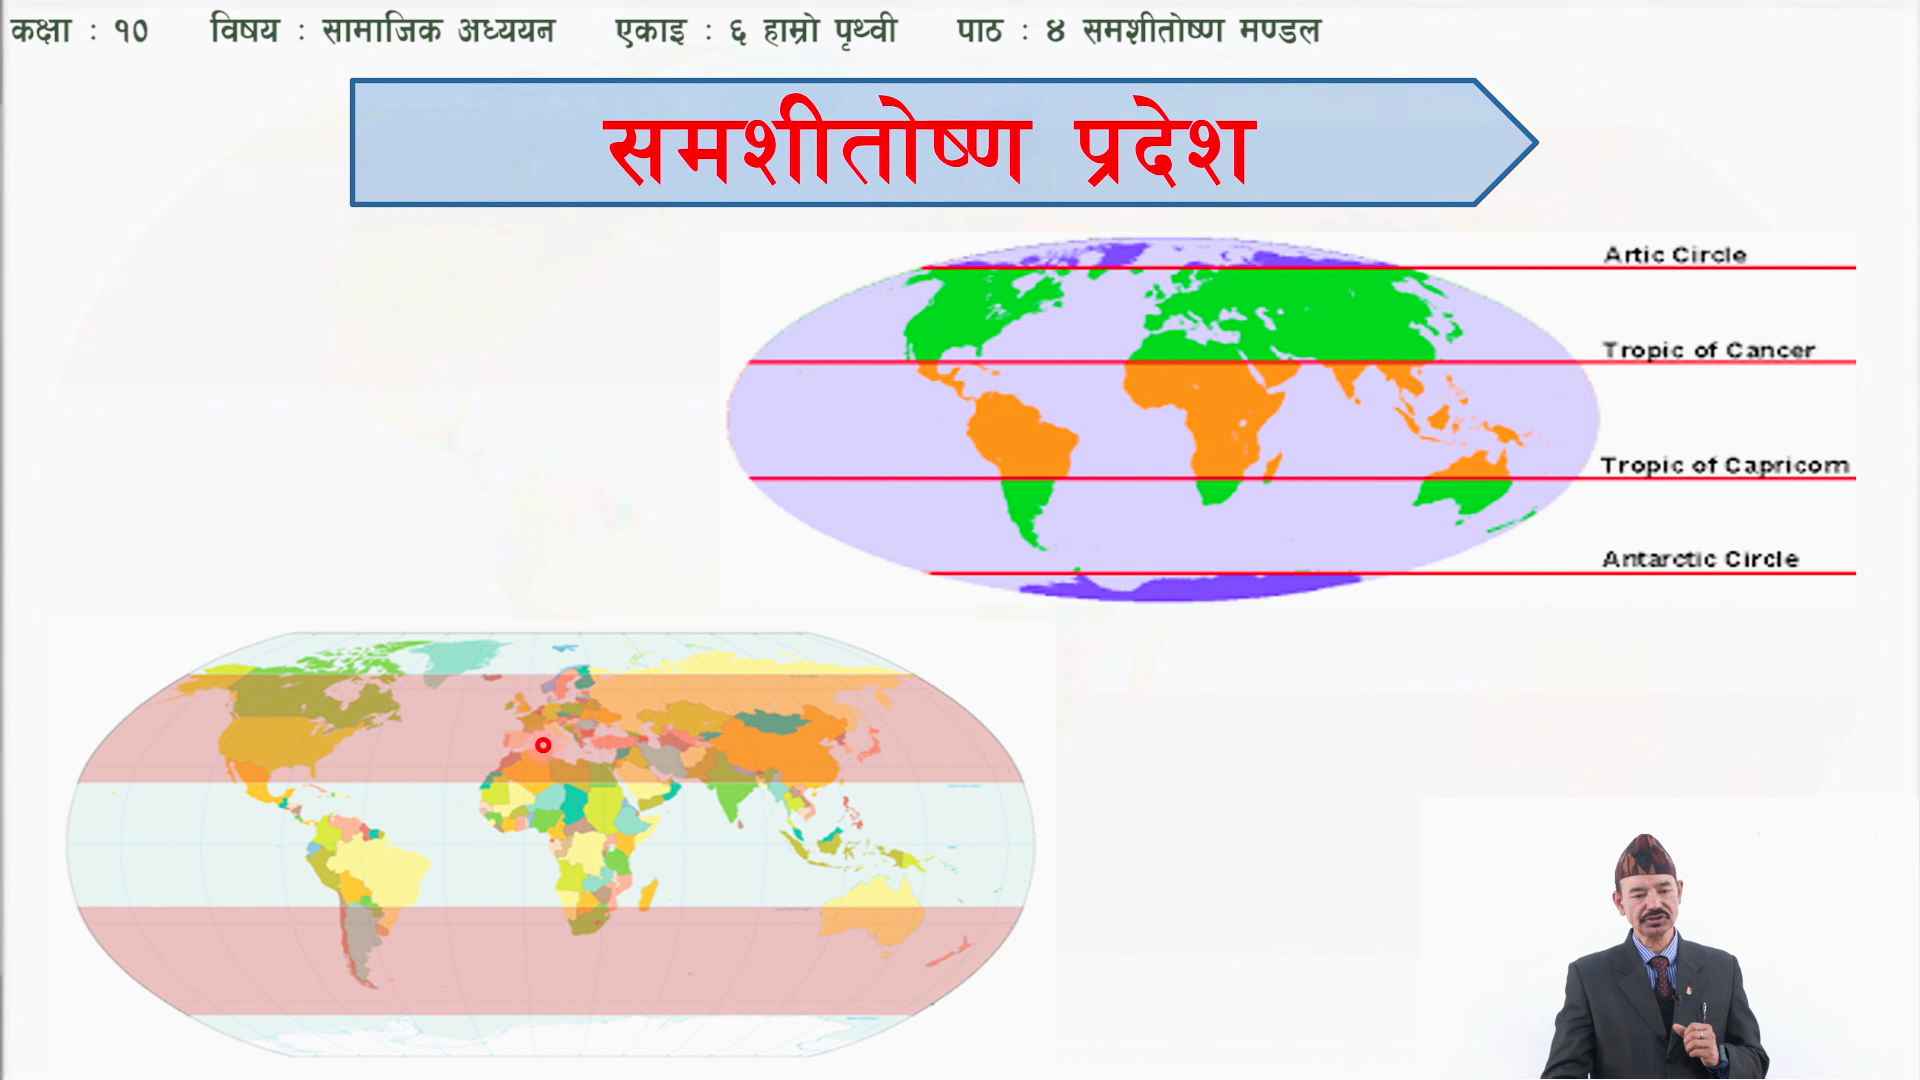 कक्षा : १० विषय : सामाजिक अध्ययन एकाइ : ६ हाम्रो पृथ्वी पाठ : ४ समशीतोष्ण मण्डल
समशीतोष्ण प्रदेश
Artic Circle
Tropic of Cancer
Tropic of Capricorn
Antarctic Circle